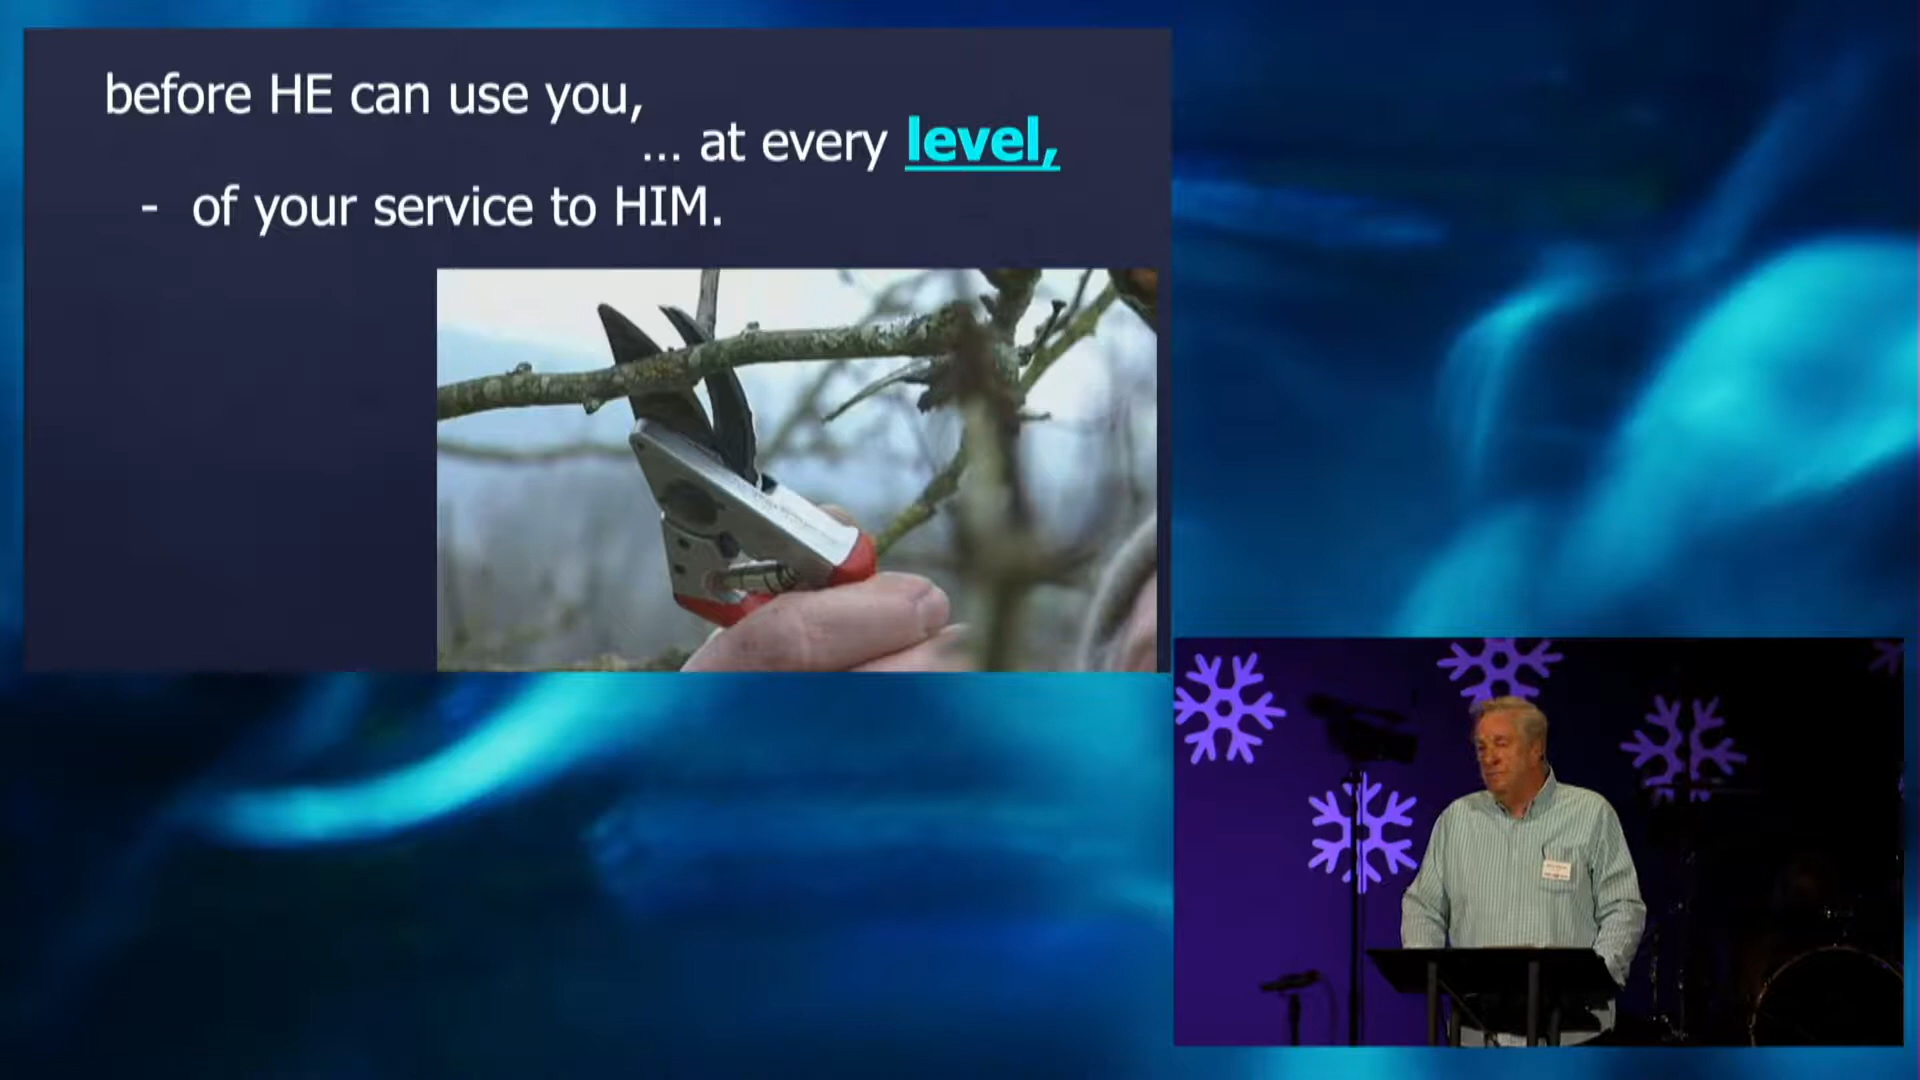 before HE can use you,
... at every level,
- of your service to HIM.